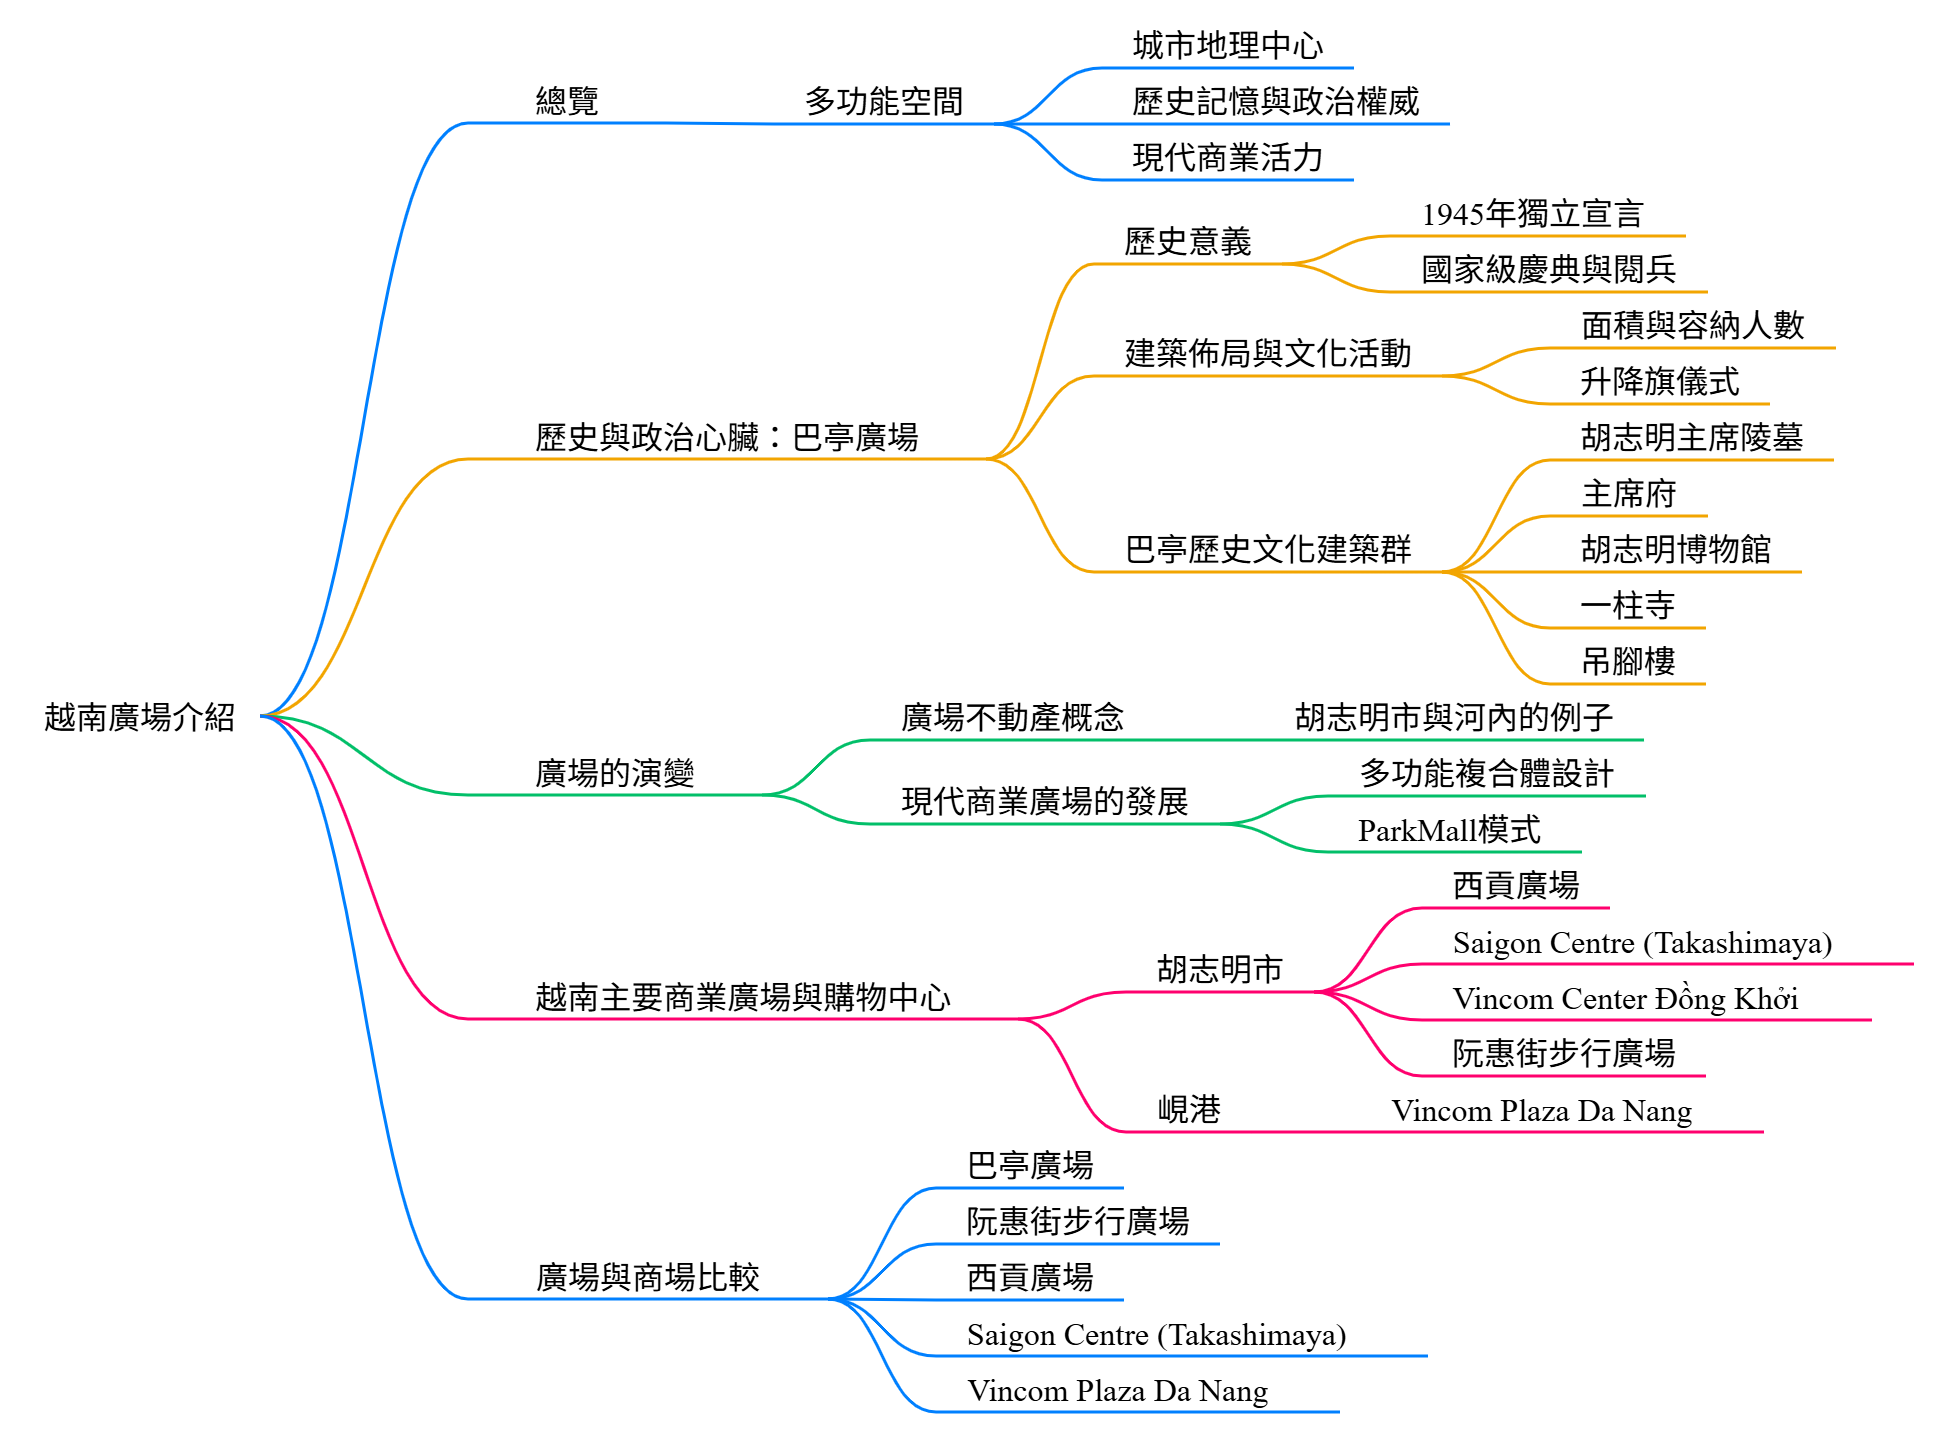 越南廣場介紹
總覽
多功能空間
城市地理中心
歷史記憶與政治權威
現代商業活力
歷史與政治心臟：巴亭廣場
歷史意義
1945年獨立宣言
國家級慶典與閱兵
建築佈局與文化活動
面積與容納人數
升降旗儀式
巴亭歷史文化建築群
胡志明主席陵墓
主席府
胡志明博物館
一柱寺
吊腳樓
廣場的演變
廣場不動產概念
胡志明市與河內的例子
現代商業廣場的發展
多功能複合體設計
ParkMall模式
越南主要商業廣場與購物中心
胡志明市
西貢廣場
Saigon Centre (Takashimaya)
Vincom Center Đồng Khởi
阮惠街步行廣場
峴港
Vincom Plaza Da Nang
廣場與商場比較
巴亭廣場
阮惠街步行廣場
西貢廣場
Saigon Centre (Takashimaya)
Vincom Plaza Da Nang